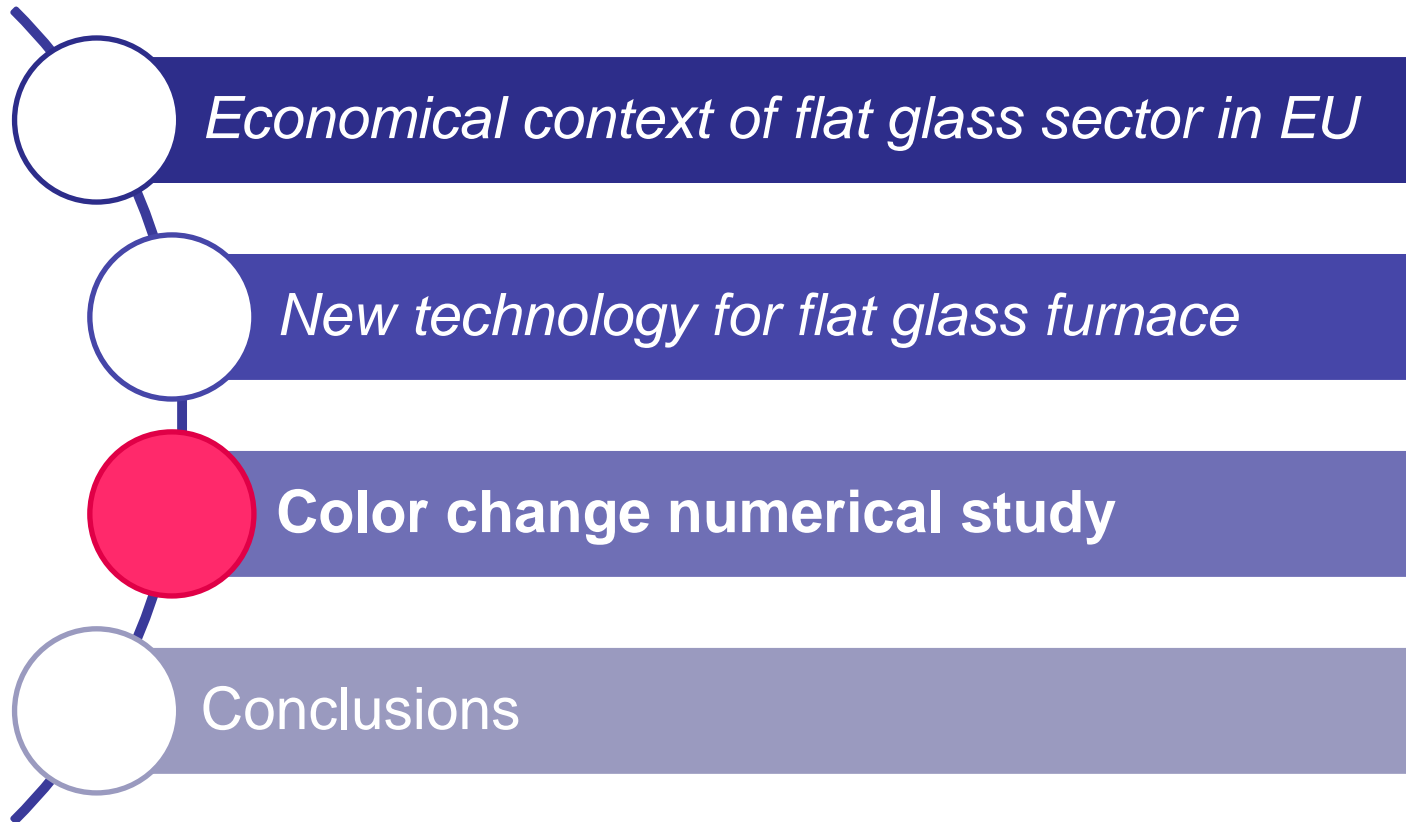 Economical context of flat glass sector in EU
New technology for flat glass furnace
Color change numerical study
Conclusions